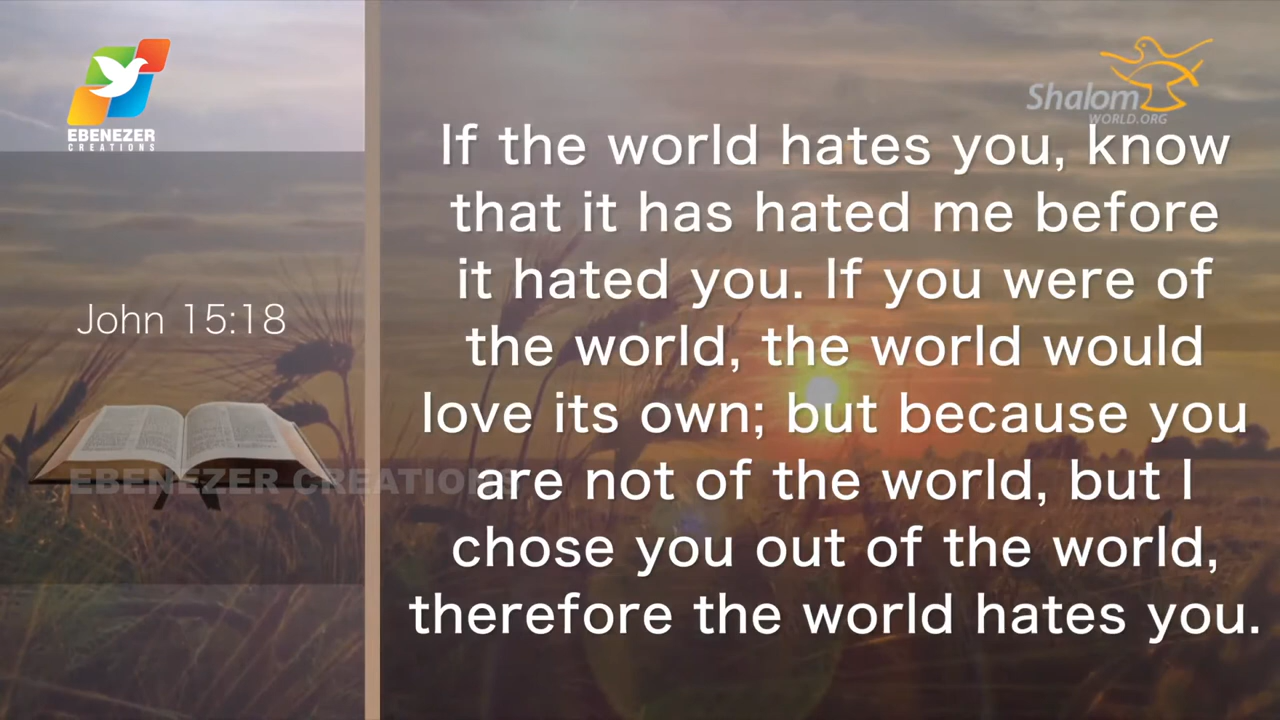 EBENEZER
CREATIONS
Shalom
WORLD.ORG
John 15:18
If the world hates you, know
that it has hated me before
it hated you. If you were of
the world, the world would
love its own; but because you
are not of the world, but I
chose you out of the world,
therefore the world hates you.
EBENEZER CREATIONS